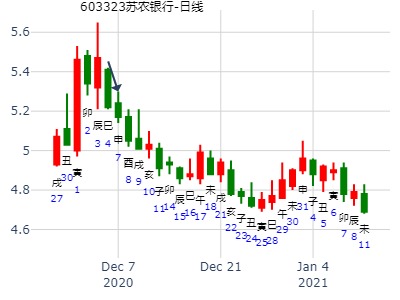 603323苏农银行-日线
5.6
5.4
5.2
5
4.8
4.6
戌
27
丑
30
寅
1
卯
2
辰
3
巳
4
申
7
酉
8
戌
9
亥
10
子
11
卯
14
辰
15
巳
16
午
17
未
18
戌
21
亥
22
子
23
丑
24
寅
25
巳
28
午
29
未
30
申
31
子
4
丑
5
寅
6
卯
7
辰
8
未
11
Dec 7
2020
Dec 21
Jan 4
2021